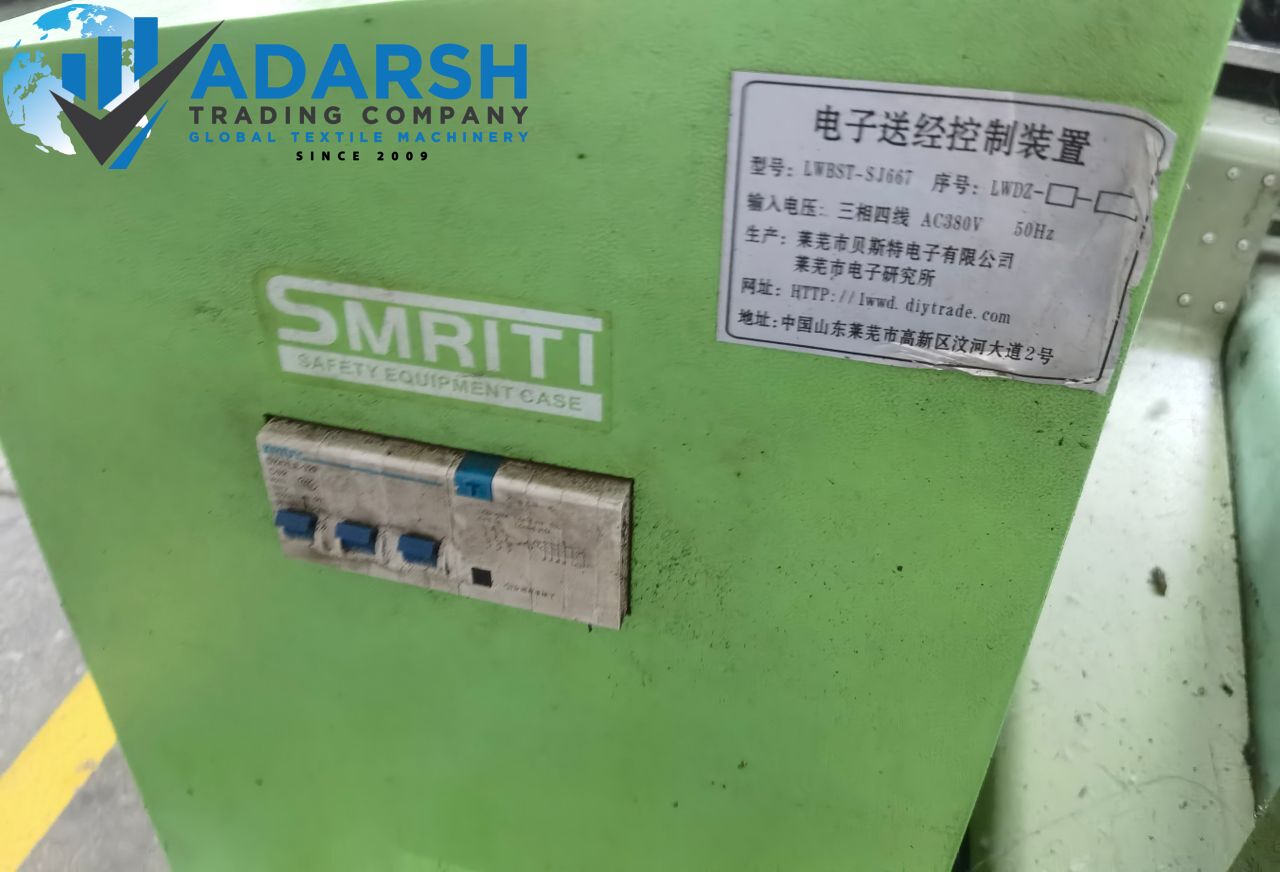 ADARSH
TRADING COMPANY
GLOBAL TEXTILE MACHINERY
SINCE 2009
电子送经控制装置
型号: LWBST-SJ667 序号: LWDZ-□-□
输入电压: 三相四线 AC380V 50Hz
生产: 莱芜市贝斯特电子有限公司
莱芜市电子研究所
网址: HTTP://lwwd.diytrade.com
地址: 中国山东莱芜市高新区汶河大道2号
SMRITI
SAFETY EQUIPMENT CASE
T